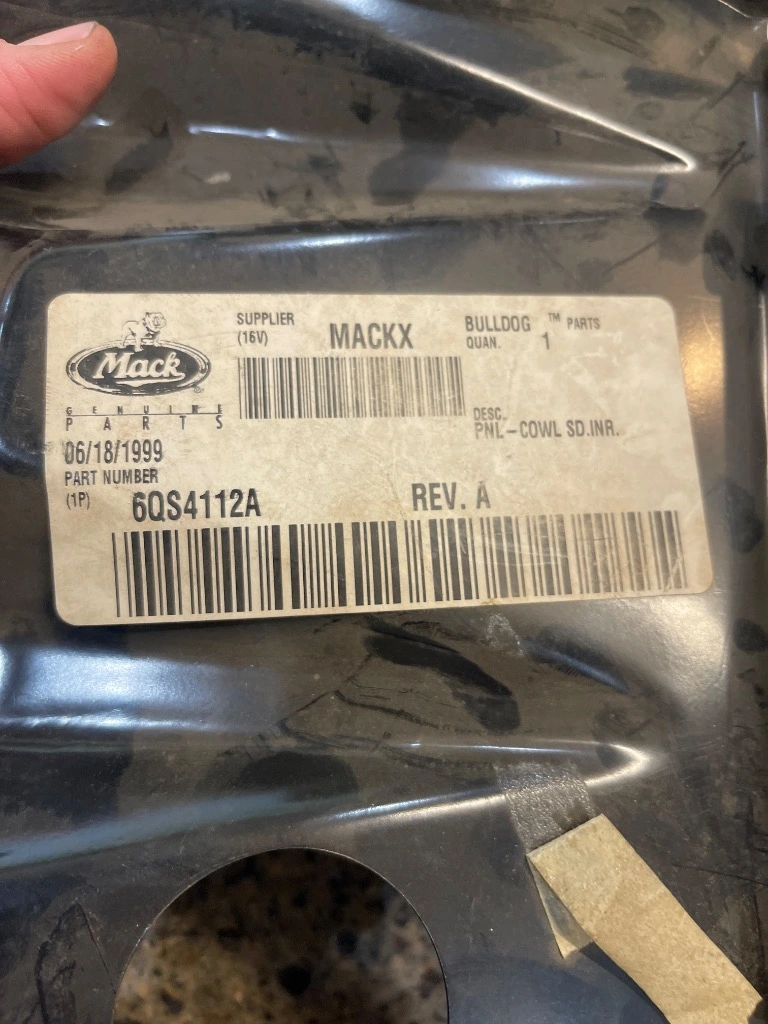 Mack
GENUINE
PARTS
SUPPLIER
(16V)
MACKX
BULLDOG ™ PARTS
QUAN. 1
DESC.
PNL-COWL SD.INR.
06/18/1999
PART NUMBER
(1P)
6QS4112A
REV. A